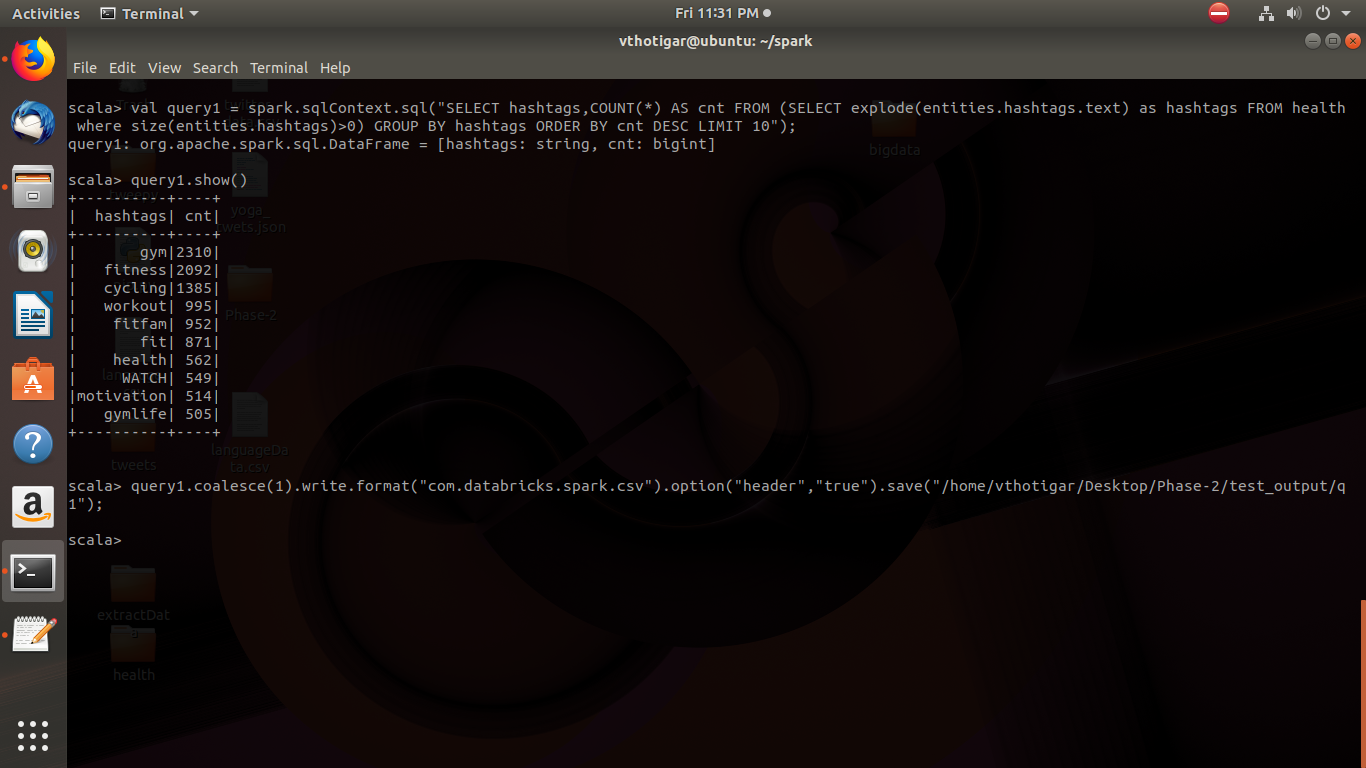 Activities Terminal Fri 11:31 PM
vthotigar@ubuntu: ~/spark
File Edit View Search Terminal Help
scala> val query1 = spark.sqlContext.sql("SELECT hashtags,COUNT(*) AS cnt FROM (SELECT explode(entities.hashtags.text) as hashtags FROM health
 where size(entities.hashtags)>0) GROUP BY hashtags ORDER BY cnt DESC LIMIT 10");
query1: org.apache.spark.sql.DataFrame = [hashtags: string, cnt: bigint]
scala> query1.show()
+----------+----+
|  hashtags| cnt|
+----------+----+
|       gym|2310|
|   fitness|2092|
|   cycling|1385|
|   workout| 995|
|    fitfam| 952|
|       fit| 871|
|    health| 562|
|     WATCH| 549|
|motivation| 514|
|   gymlife| 505|
+----------+----+
scala> query1.coalesce(1).write.format("com.databricks.spark.csv").option("header","true").save("/home/vthotigar/Desktop/Phase-2/test_output/q
1");
scala>
bigdata
yoga_
Phase-2
tweets
languageDa
ta.csv
extractDat
a
health